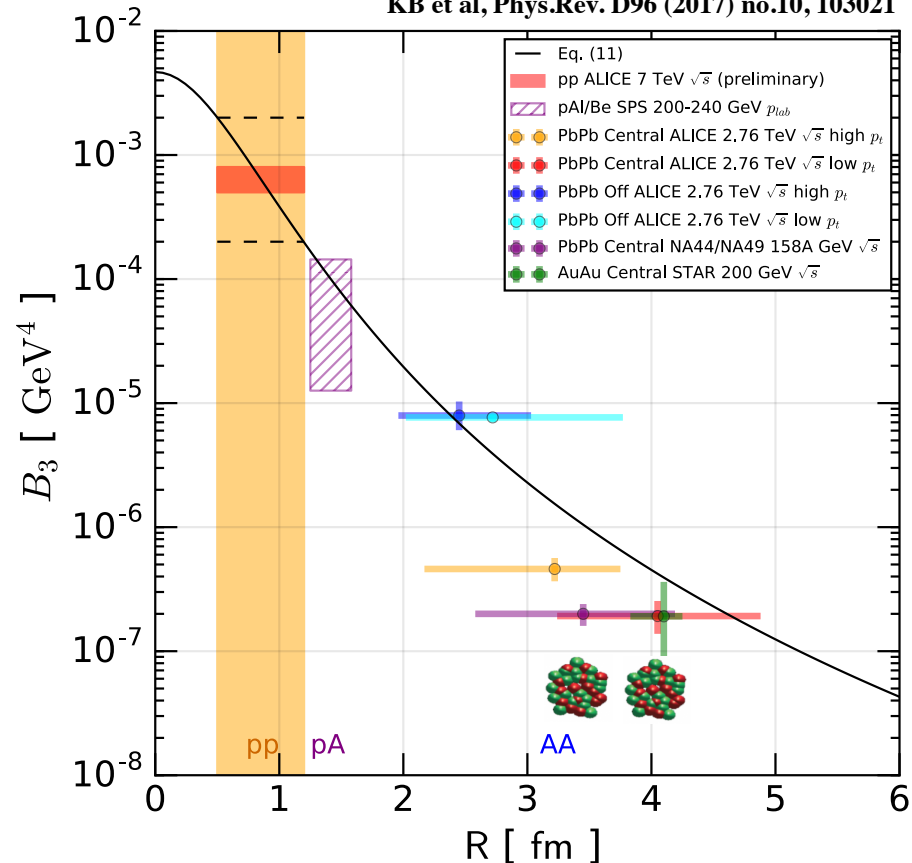 KB et al, Phys.Rev. D96 (2017) no.10, 103021
Eq. (11)
pp ALICE 7 TeV √s (preliminary)
pAl/Be SPS 200-240 GeV p_lab
PbPb Central ALICE 2.76 TeV √s high p_t
PbPb Central ALICE 2.76 TeV √s low p_t
PbPb Off ALICE 2.76 TeV √s high p_t
PbPb Off ALICE 2.76 TeV √s low p_t
PbPb Central NA44/NA49 158A GeV √s
AuAu Central STAR 200 GeV √s
B₃ [ GeV⁴ ]
10⁻²
10⁻³
10⁻⁴
10⁻⁵
10⁻⁶
10⁻⁷
10⁻⁸
pp pA AA
0 1 2 3 4 5 6
R [ fm ]